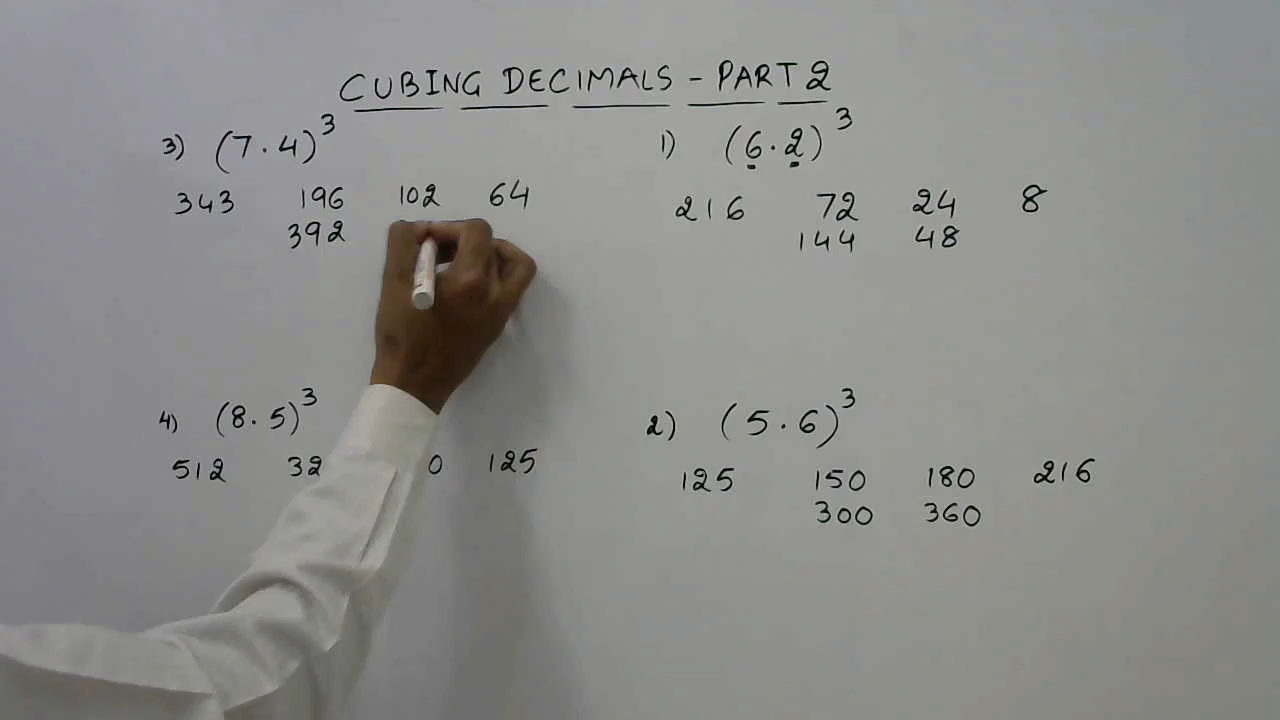 CUBING DECIMALS - PART 2
3) (7.4)³
343 196 102 64
392
1) (6.2)³
216 72 24 8
144 48
4) (8.5)³
512 32 0 125
2) (5.6)³
125 150 180 216
300 360